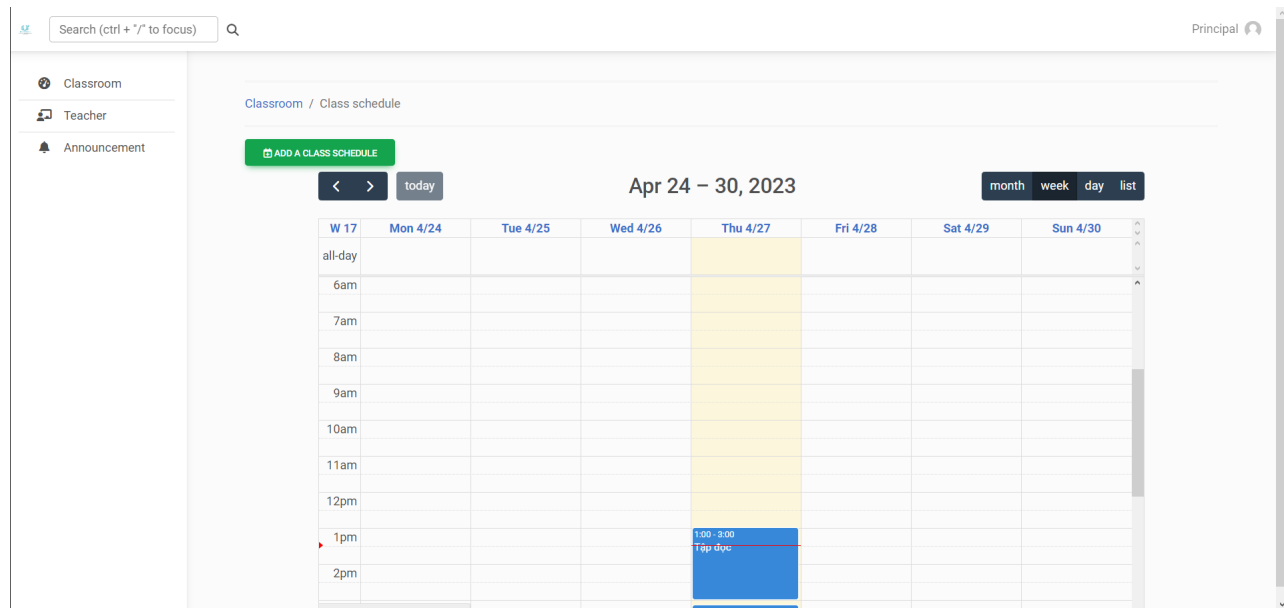 Search (ctrl + "/" to focus)
Principal
Classroom
Teacher
Announcement
Classroom / Class schedule
ADD A CLASS SCHEDULE
today
Apr 24 – 30, 2023
month week day list
W 17 Mon 4/24 Tue 4/25 Wed 4/26 Thu 4/27 Fri 4/28 Sat 4/29 Sun 4/30
all-day
6am
7am
8am
9am
10am
11am
12pm
1pm
1:00 - 3:00
Tập đọc
2pm